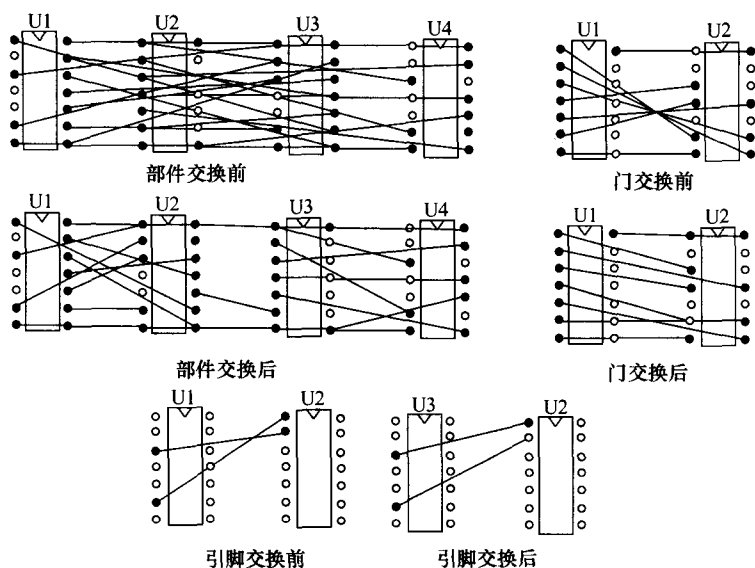 U1 U2 U3 U4
部件交换前
U1 U2
门交换前
U1 U2 U3 U4
部件交换后
U1 U2
门交换后
U1 U2
引脚交换前
U3 U2
引脚交换后